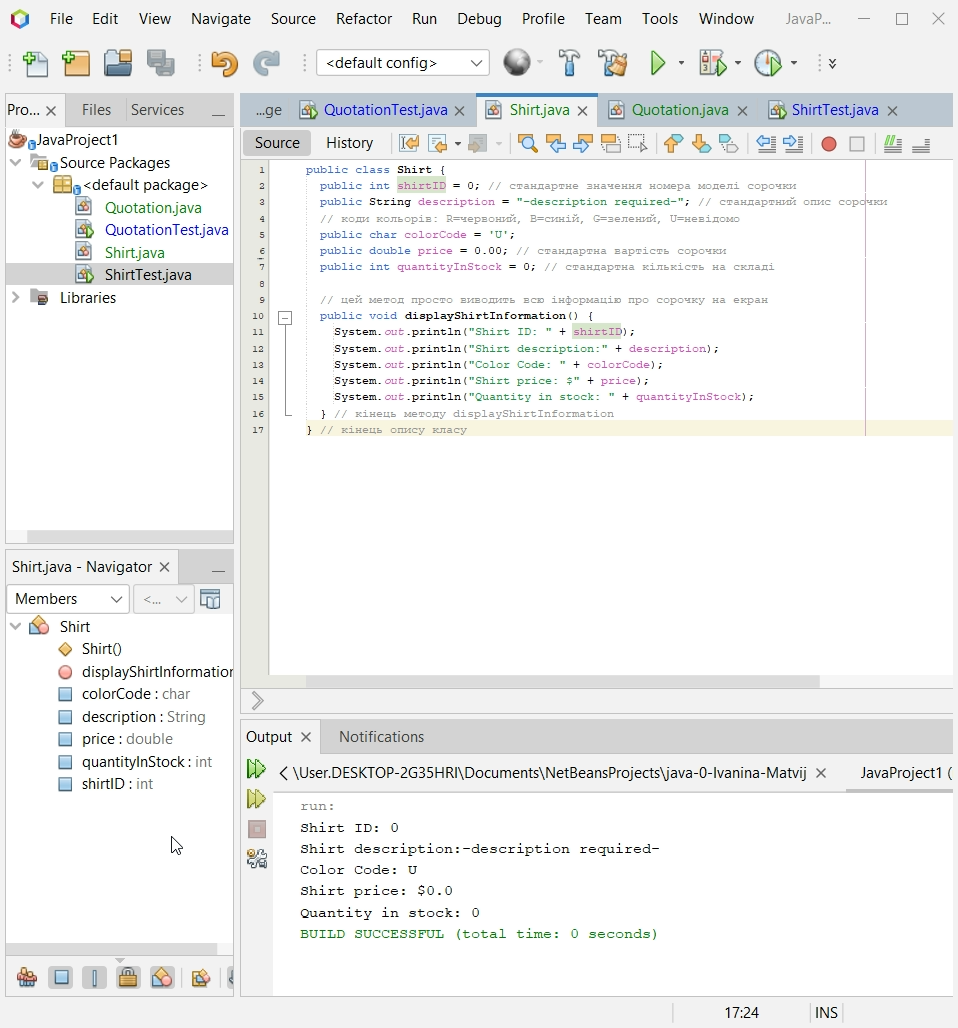 File Edit View Navigate Source Refactor Run Debug Profile Team Tools Window JavaP...
<default config>
Pro... Files Services
JavaProject1
Source Packages
<default package>
Quotation.java
QuotationTest.java
Shirt.java
ShirtTest.java
Libraries
...ge QuotationTest.java Shirt.java Quotation.java ShirtTest.java
Source History
1 public class Shirt {
2 public int shirtID = 0; // стандартне значення номера моделі сорочки
3 public String description = "-description required-"; // стандартний опис сорочки
4 // коди кольорів: R=червоний, B=синій, G=зелений, U=невідомо
5 public char colorCode = 'U';
6 public double price = 0.00; // стандартна вартість сорочки
7 public int quantityInStock = 0; // стандартна кількість на складі
8
9 // цей метод просто виводить всю інформацію про сорочку на екран
10 public void displayShirtInformation() {
11 System.out.println("Shirt ID: " + shirtID);
12 System.out.println("Shirt description:" + description);
13 System.out.println("Color Code: " + colorCode);
14 System.out.println("Shirt price: $" + price);
15 System.out.println("Quantity in stock: " + quantityInStock);
16 } // кінець методу displayShirtInformation
17 } // кінець опису класу
Shirt.java - Navigator
Members <...
Shirt
Shirt()
displayShirtInformation
colorCode : char
description : String
price : double
quantityInStock : int
shirtID : int
Output Notifications
\User.DESKTOP-2G35HRI\Documents\NetBeansProjects\java-0-Ivanina-Matvij JavaProject1 (
run:
Shirt ID: 0
Shirt description:-description required-
Color Code: U
Shirt price: $0.0
Quantity in stock: 0
BUILD SUCCESSFUL (total time: 0 seconds)
17:24 INS